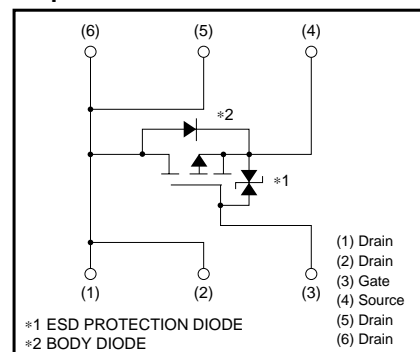 (6) (5) (4)
∗2
∗1
(1) (2) (3)
(1) Drain
(2) Drain
(3) Gate
(4) Source
(5) Drain
(6) Drain
∗1 ESD PROTECTION DIODE
∗2 BODY DIODE